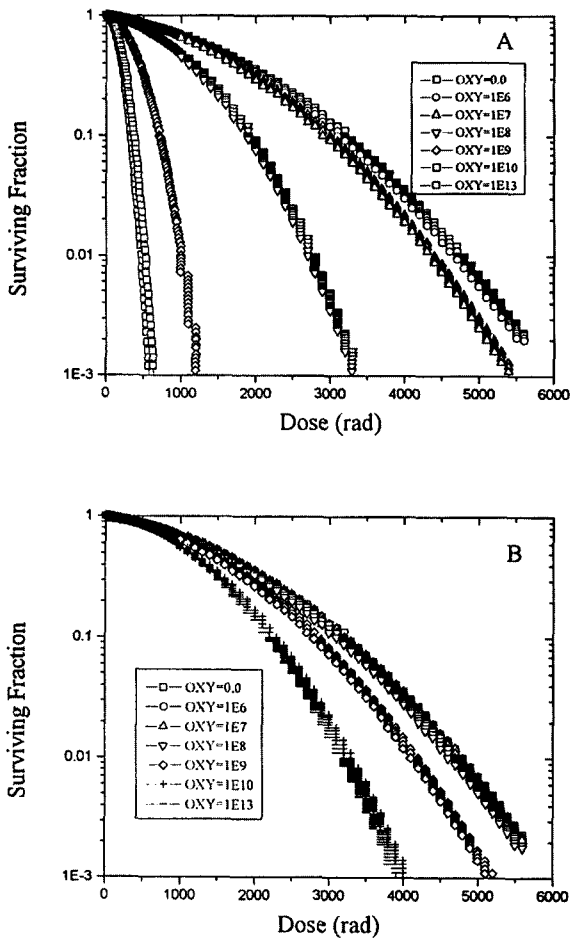 A
1
0.1
0.01
1E-3
Surviving Fraction
OXY=0.0
OXY=1E6
OXY=1E7
OXY=1E8
OXY=1E9
OXY=1E10
OXY=1E13
0 1000 2000 3000 4000 5000 6000
Dose (rad)
B
1
0.1
0.01
1E-3
Surviving Fraction
OXY=0.0
OXY=1E6
OXY=1E7
OXY=1E8
OXY=1E9
OXY=1E10
OXY=1E13
0 1000 2000 3000 4000 5000 6000
Dose (rad)